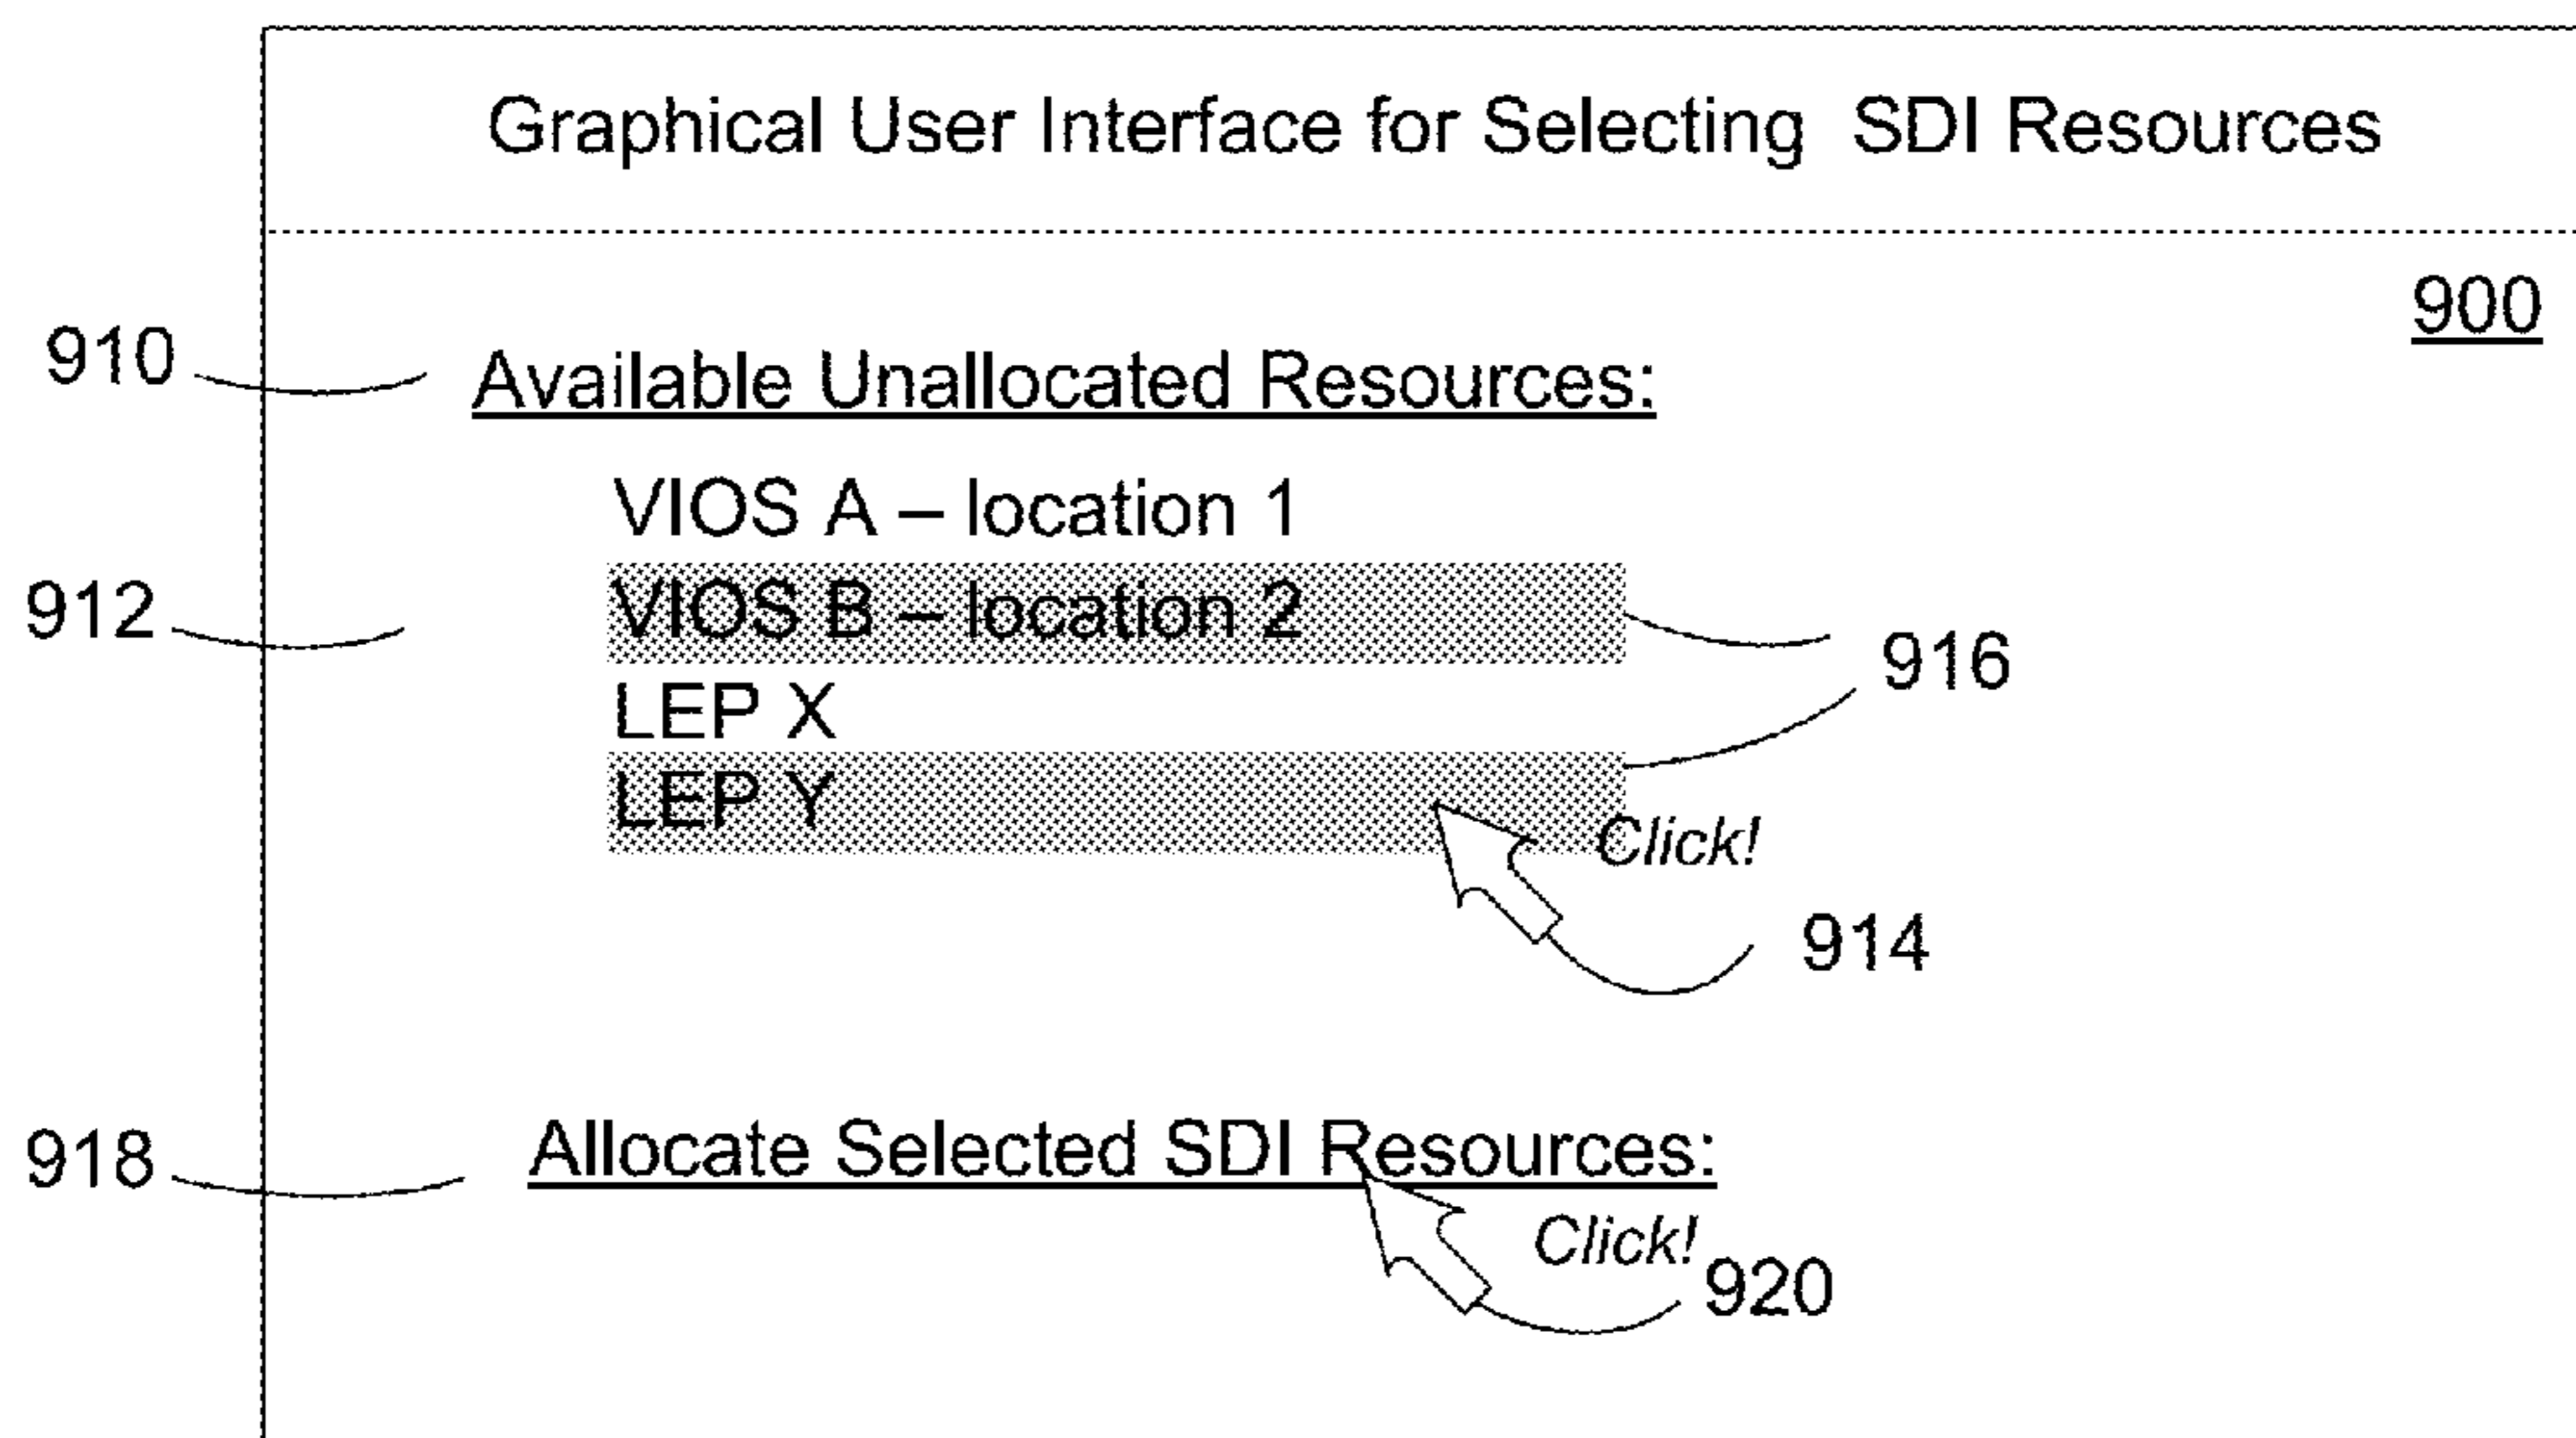 Graphical User Interface for Selecting SDI Resources
900
910
Available Unallocated Resources:
VIOS A – location 1
912
VIOS B – location 2
916
LEP X
LEP Y
Click!
914
918
Allocate Selected SDI Resources:
Click!
920